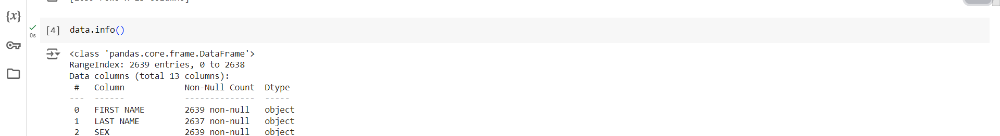 {x}
[4] data.info()
0s
<class 'pandas.core.frame.DataFrame'>
RangeIndex: 2639 entries, 0 to 2638
Data columns (total 13 columns):
 #   Column            Non-Null Count  Dtype
---  ------            --------------  -----
 0   FIRST NAME        2639 non-null   object
 1   LAST NAME         2637 non-null   object
 2   SEX               2639 non-null   object